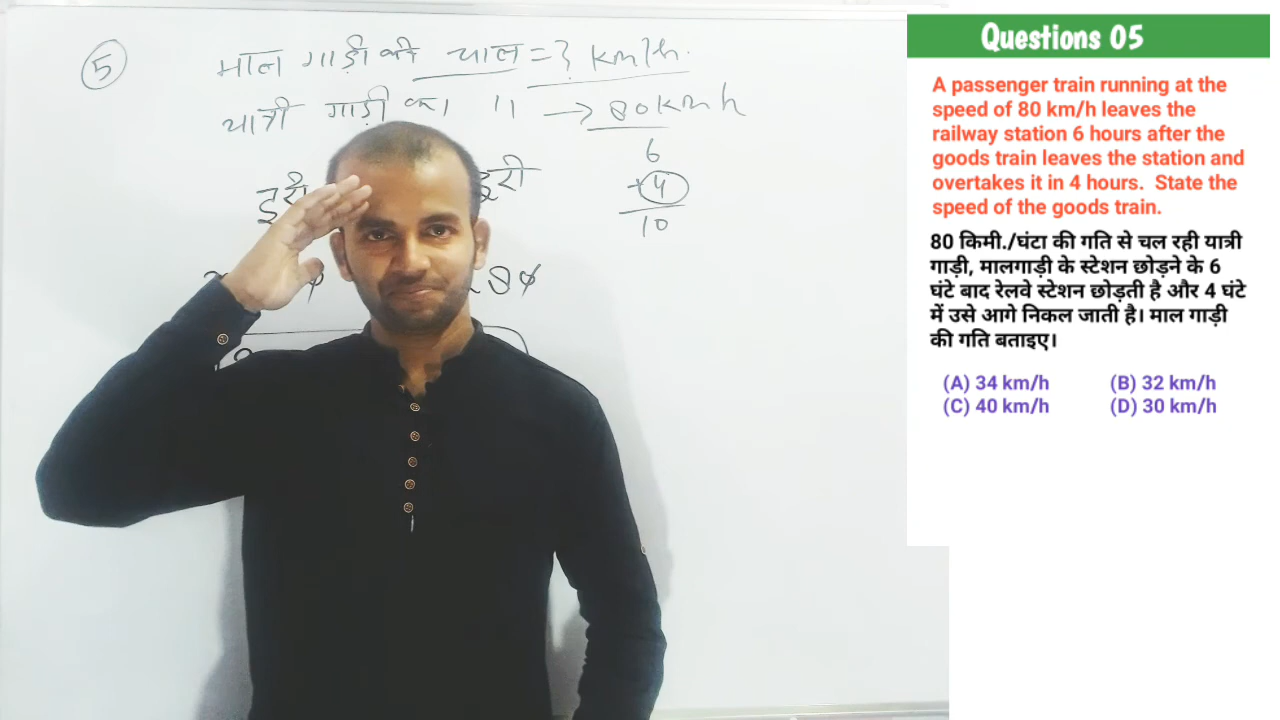 5
माल गाड़ी की चाल = ? km/h.
यात्री गाड़ी का 11 → 80 km h
6
+ 4
10
दूरी
Questions 05
A passenger train running at the
speed of 80 km/h leaves the
railway station 6 hours after the
goods train leaves the station and
overtakes it in 4 hours. State the
speed of the goods train.
80 किमी./घंटा की गति से चल रही यात्री
गाड़ी, मालगाड़ी के स्टेशन छोड़ने के 6
घंटे बाद रेलवे स्टेशन छोड़ती है और 4 घंटे
में उसे आगे निकल जाती है। माल गाड़ी
की गति बताइए।
(A) 34 km/h (B) 32 km/h
(C) 40 km/h (D) 30 km/h